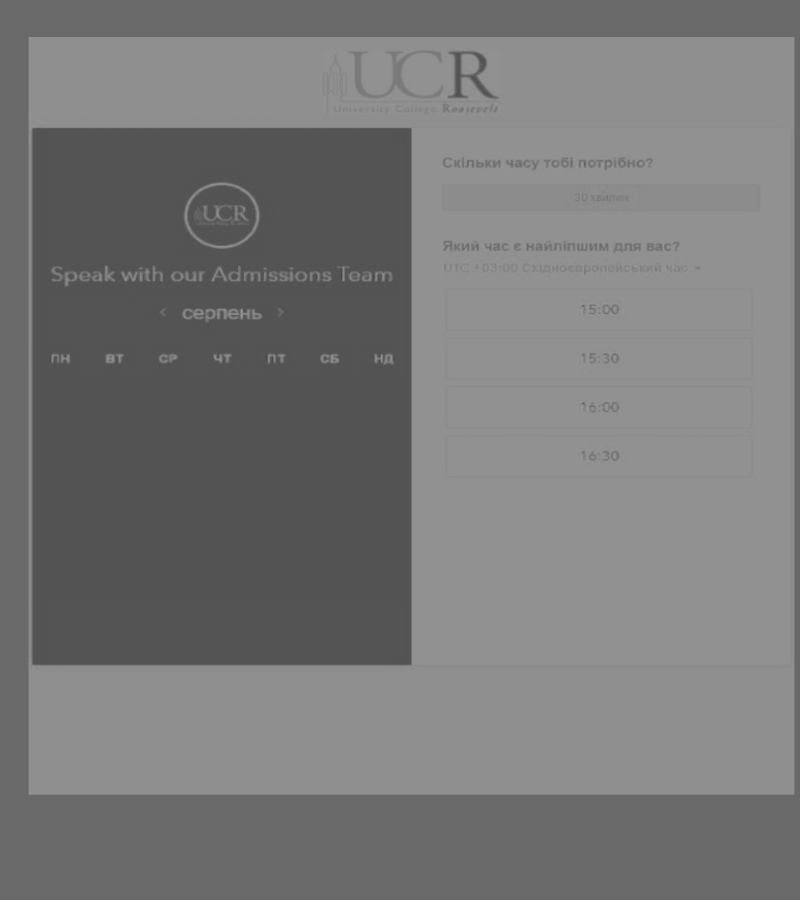 UCR
University College Roosevelt
UCR
Speak with our Admissions Team
< серпень >
ПН ВТ СР ЧТ ПТ СБ НД
Скільки часу тобі потрібно?
30 хвилин
Який час є найліпшим для вас?
UTC +03:00 Східноєвропейський час
15:00
15:30
16:00
16:30